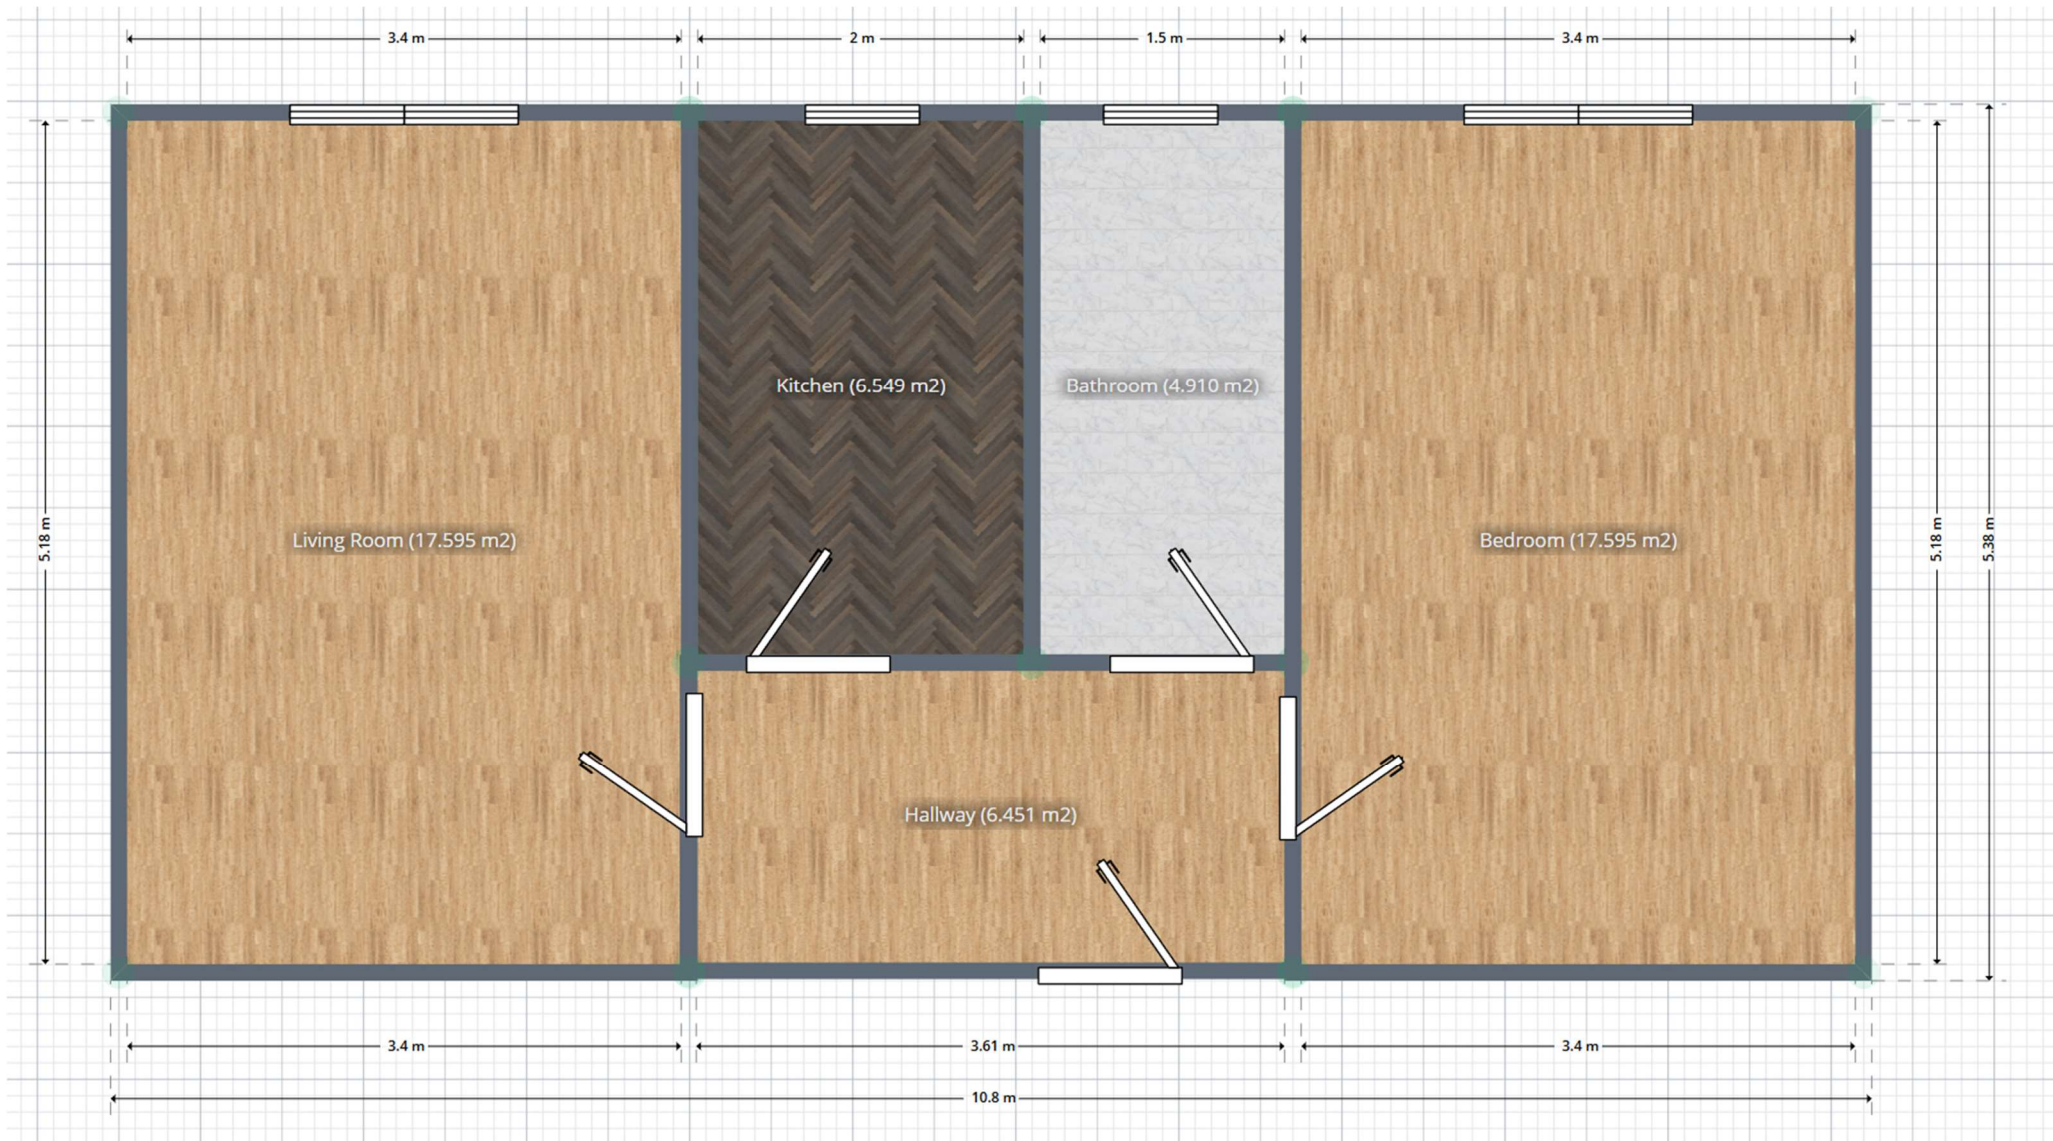 3.4 m
2 m
1.5 m
3.4 m
Kitchen (6.549 m2)
Bathroom (4.910 m2)
Living Room (17.595 m2)
Bedroom (17.595 m2)
5.18 m
5.18 m
5.38 m
Hallway (6.451 m2)
3.4 m
3.61 m
3.4 m
10.8 m